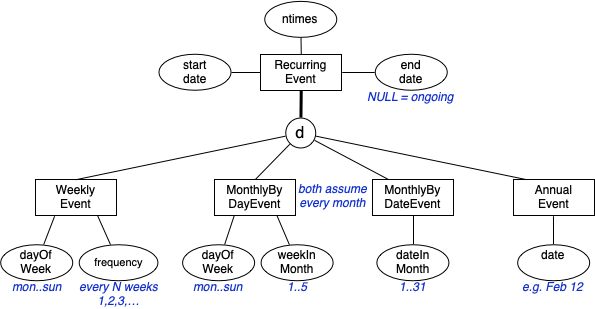 ntimes
start
date
Recurring
Event
end
date
NULL = ongoing
d
Weekly
Event
MonthlyBy
DayEvent
both assume
every month
MonthlyBy
DateEvent
Annual
Event
dayOf
Week
frequency
dayOf
Week
weekIn
Month
dateIn
Month
date
mon..sun
every N weeks
1,2,3,...
mon..sun
1..5
1..31
e.g. Feb 12